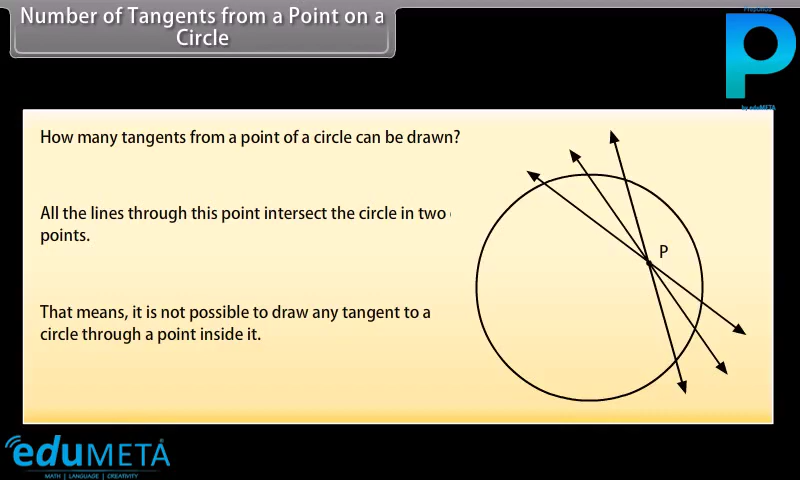 Number of Tangents from a Point on a
Circle
P
by eduMETA
How many tangents from a point of a circle can be drawn?
All the lines through this point intersect the circle in two
points.
P
That means, it is not possible to draw any tangent to a
circle through a point inside it.
eduMETA
MATH | LANGUAGE | CREATIVITY